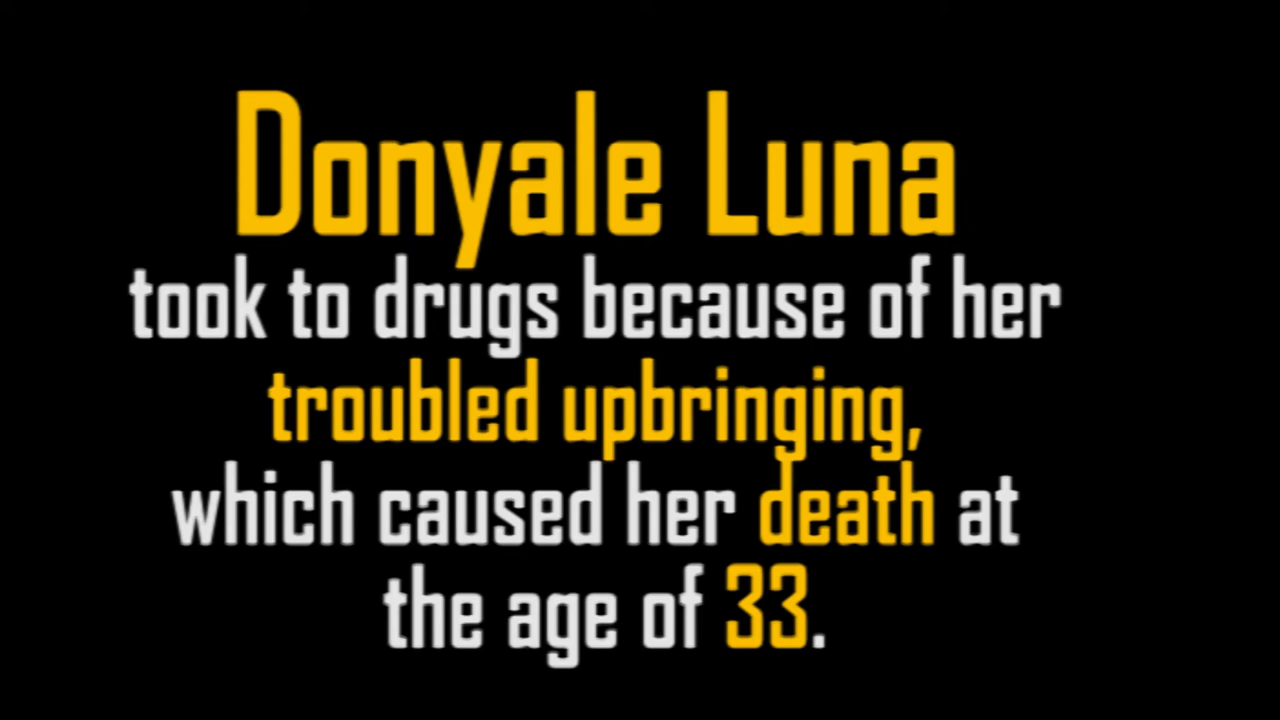 Donyale Luna
took to drugs because of her
troubled upbringing,
which caused her death at
the age of 33.